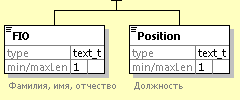 FIO
type text_t
min/maxLen 1
Фамилия, имя, отчество
Position
type text_t
min/maxLen 1
Должность